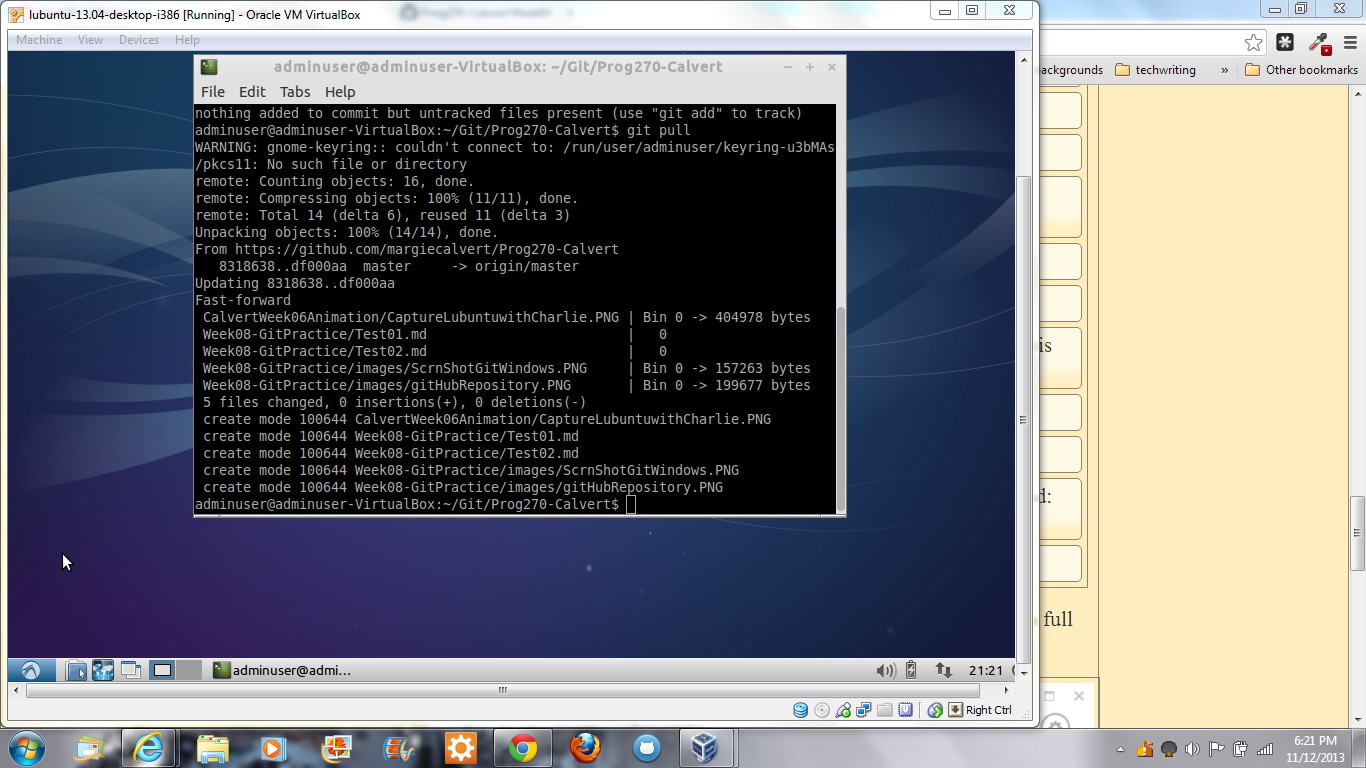 lubuntu-13.04-desktop-i386 [Running] - Oracle VM VirtualBox
Machine View Devices Help
adminuser@adminuser-VirtualBox: ~/Git/Prog270-Calvert
File Edit Tabs Help
nothing added to commit but untracked files present (use "git add" to track)
adminuser@adminuser-VirtualBox:~/Git/Prog270-Calvert$ git pull
WARNING: gnome-keyring:: couldn't connect to: /run/user/adminuser/keyring-u3bMAs
/pkcs11: No such file or directory
remote: Counting objects: 16, done.
remote: Compressing objects: 100% (11/11), done.
remote: Total 14 (delta 6), reused 11 (delta 3)
Unpacking objects: 100% (14/14), done.
From https://github.com/margiecalvert/Prog270-Calvert
   8318638..df000aa  master     -> origin/master
Updating 8318638..df000aa
Fast-forward
 CalvertWeek06Animation/CaptureLubuntuwithCharlie.PNG | Bin 0 -> 404978 bytes
 Week08-GitPractice/Test01.md                         |   0
 Week08-GitPractice/Test02.md                         |   0
 Week08-GitPractice/images/ScrnShotGitWindows.PNG     | Bin 0 -> 157263 bytes
 Week08-GitPractice/images/gitHubRepository.PNG       | Bin 0 -> 199677 bytes
 5 files changed, 0 insertions(+), 0 deletions(-)
 create mode 100644 CalvertWeek06Animation/CaptureLubuntuwithCharlie.PNG
 create mode 100644 Week08-GitPractice/Test01.md
 create mode 100644 Week08-GitPractice/Test02.md
 create mode 100644 Week08-GitPractice/images/ScrnShotGitWindows.PNG
 create mode 100644 Week08-GitPractice/images/gitHubRepository.PNG
adminuser@adminuser-VirtualBox:~/Git/Prog270-Calvert$
adminuser@admi...
21:21
Right Ctrl
ackgrounds techwriting » Other bookmarks
is
d:
full
6:21 PM
11/12/2013